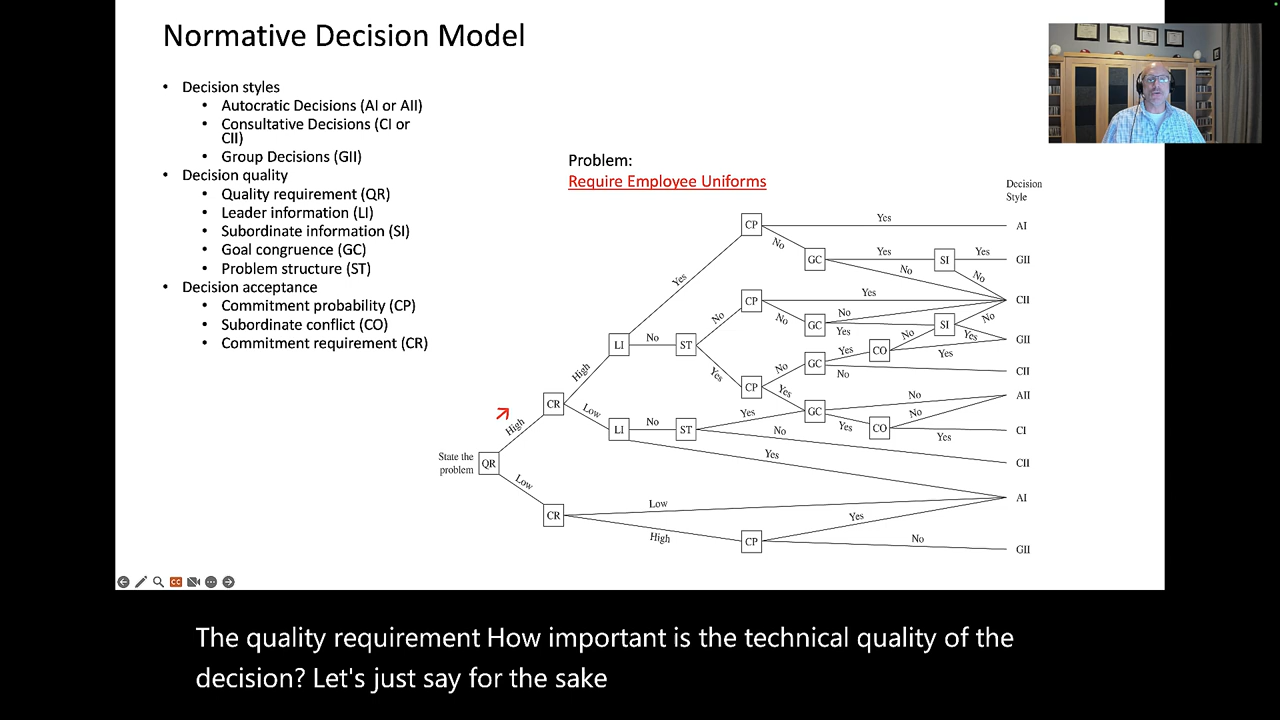 Normative Decision Model
• Decision styles
• Autocratic Decisions (AI or AII)
• Consultative Decisions (CI or
CII)
• Group Decisions (GII)
• Decision quality
• Quality requirement (QR)
• Leader information (LI)
• Subordinate information (SI)
• Goal congruence (GC)
• Problem structure (ST)
• Decision acceptance
• Commitment probability (CP)
• Subordinate conflict (CO)
• Commitment requirement (CR)
Problem:
Require Employee Uniforms
Decision
Style
CP
Yes
AI
No
GC
Yes
SI
Yes
GII
No
No
Yes
CP
Yes
CII
No
No
GC
No
Yes
SI
No
Yes
GII
LI
No
ST
Yes
CP
No
GC
Yes
CO
No
Yes
No
CII
High
Yes
GC
No
AII
CR
Low
LI
No
ST
Yes
Yes
CO
No
Yes
CI
No
CII
High
Yes
State the
problem
QR
Low
CR
Low
AI
High
CP
Yes
No
GII
CC
The quality requirement How important is the technical quality of the
decision? Let's just say for the sake